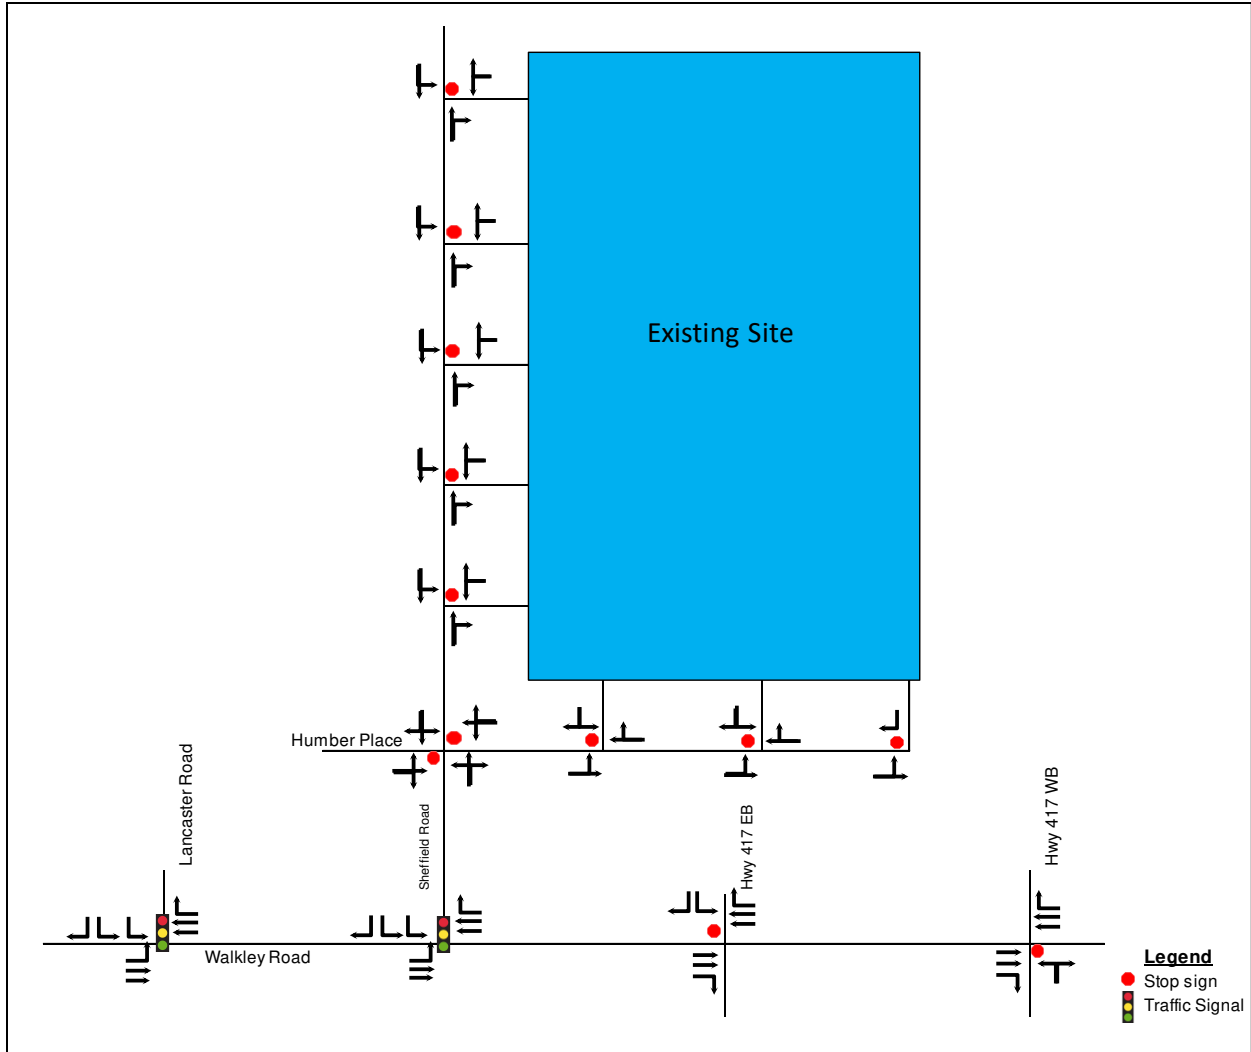 Existing Site
Humber Place
Lancaster Road
Sheffield Road
Hwy 417 EB
Hwy 417 WB
Walkley Road
Legend
Stop sign
Traffic Signal